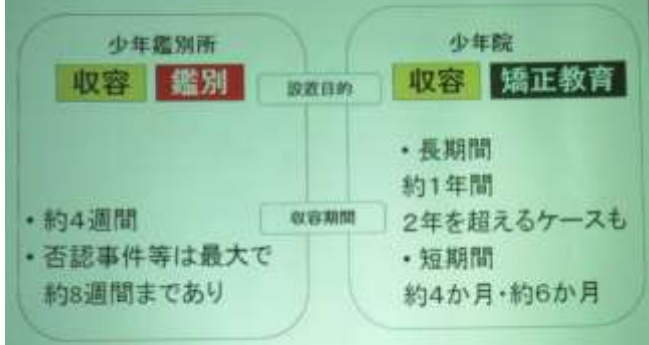 少年鑑別所
収容 鑑別
設置目的
少年院
収容 矯正教育
・約4週間
・否認事件等は最大で
約8週間まであり
収容期間
・長期間
約1年間
2年を超えるケースも
・短期間
約4か月・約6か月